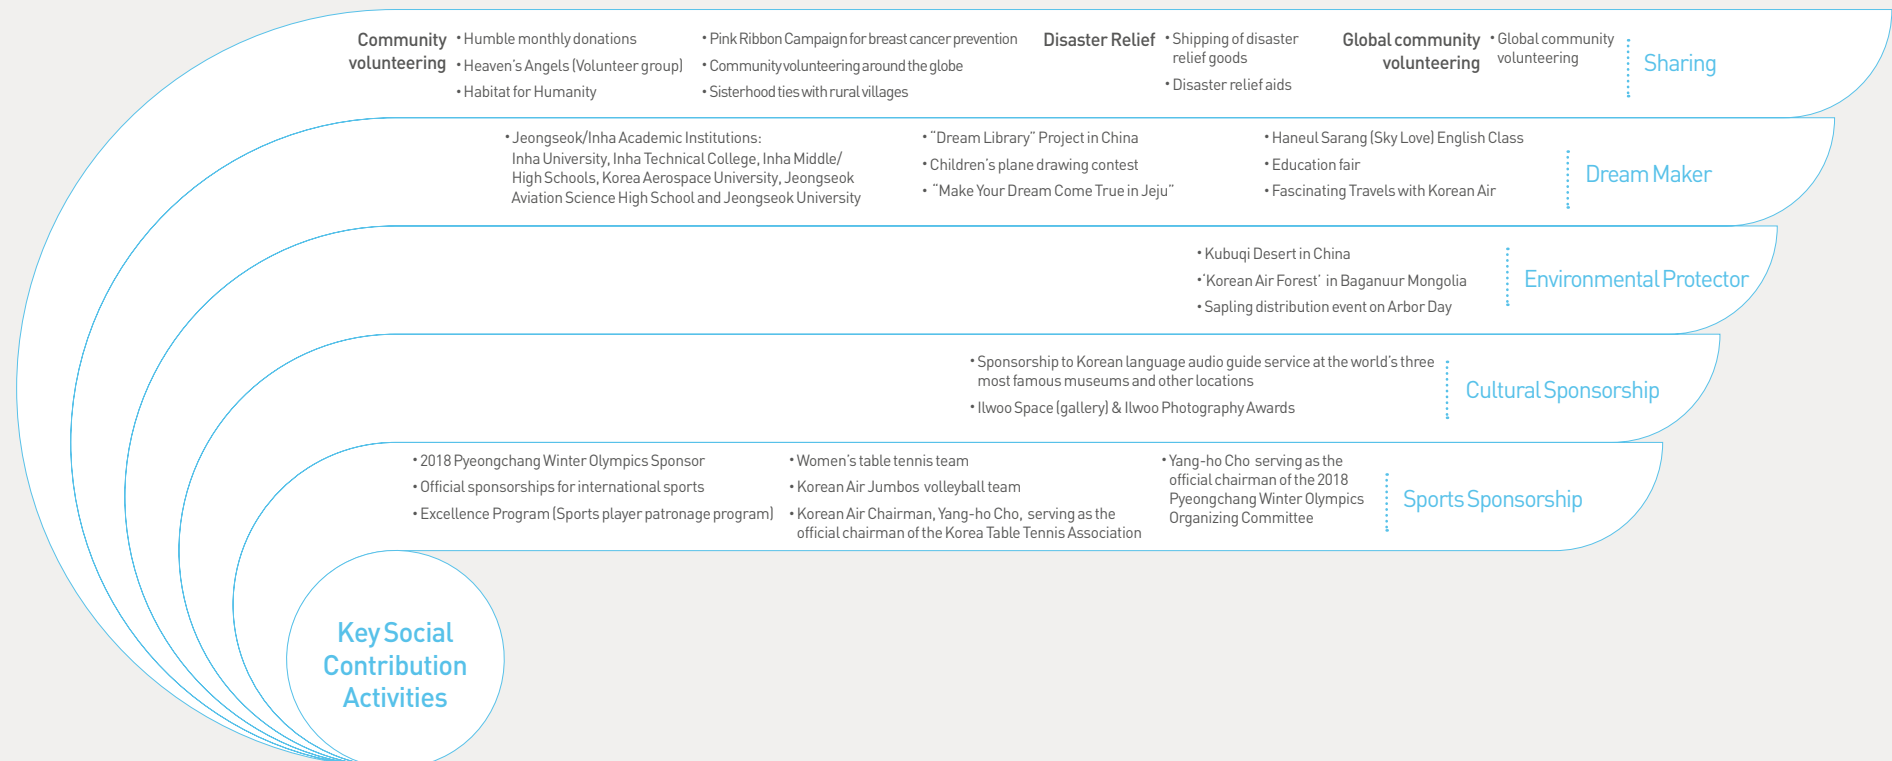 Community
volunteering
• Humble monthly donations
• Heaven's Angels (Volunteer group)
• Habitat for Humanity
• Pink Ribbon Campaign for breast cancer prevention
• Community volunteering around the globe
• Sisterhood ties with rural villages
Disaster Relief
• Shipping of disaster
relief goods
• Disaster relief aids
Global community
volunteering
• Global community
volunteering
Sharing
• Jeongseok/Inha Academic Institutions:
Inha University, Inha Technical College, Inha Middle/
High Schools, Korea Aerospace University, Jeongseok
Aviation Science High School and Jeongseok University
• "Dream Library" Project in China
• Children's plane drawing contest
• "Make Your Dream Come True in Jeju"
• Haneul Sarang (Sky Love) English Class
• Education fair
• Fascinating Travels with Korean Air
Dream Maker
• Kubuqi Desert in China
• 'Korean Air Forest' in Baganuur Mongolia
• Sapling distribution event on Arbor Day
Environmental Protector
• Sponsorship to Korean language audio guide service at the world's three
most famous museums and other locations
• Ilwoo Space (gallery) & Ilwoo Photography Awards
Cultural Sponsorship
• 2018 Pyeongchang Winter Olympics Sponsor
• Official sponsorships for international sports
• Excellence Program (Sports player patronage program)
• Women's table tennis team
• Korean Air Jumbos volleyball team
• Korean Air Chairman, Yang-ho Cho, serving as the
official chairman of the Korea Table Tennis Association
• Yang-ho Cho serving as the
official chairman of the 2018
Pyeongchang Winter Olympics
Organizing Committee
Sports Sponsorship
Key Social
Contribution
Activities